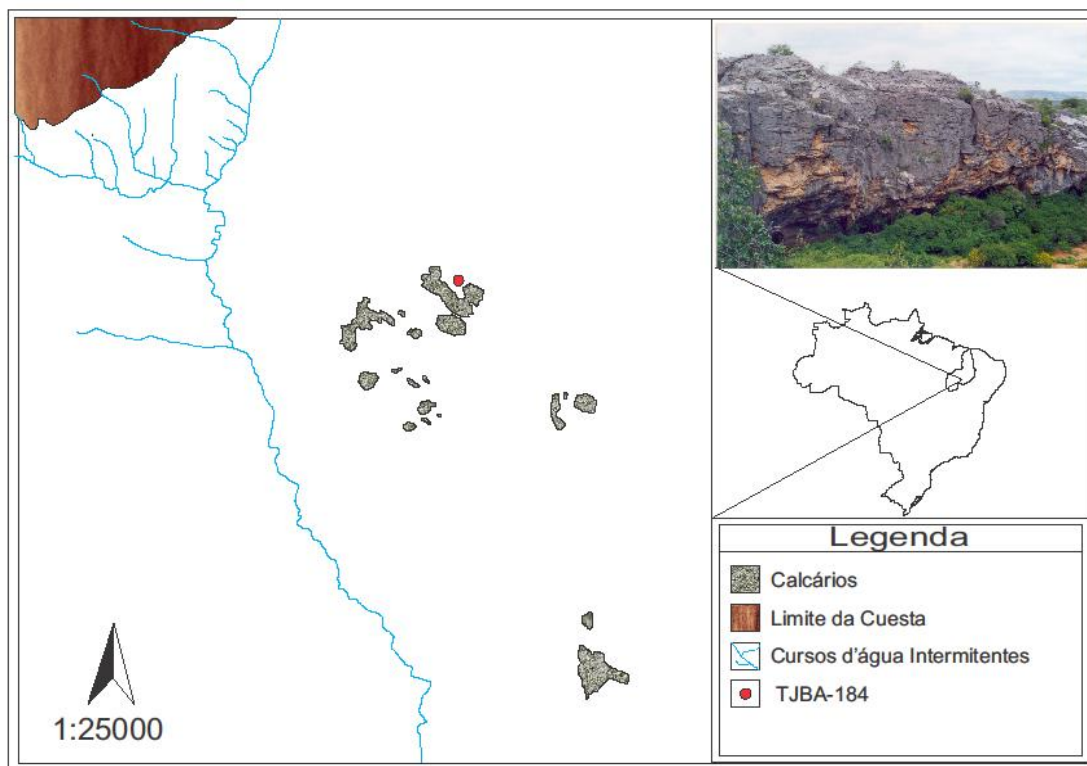 1:25000
Legenda
Calcários
Limite da Cuesta
Cursos d'água Intermitentes
TJBA-184